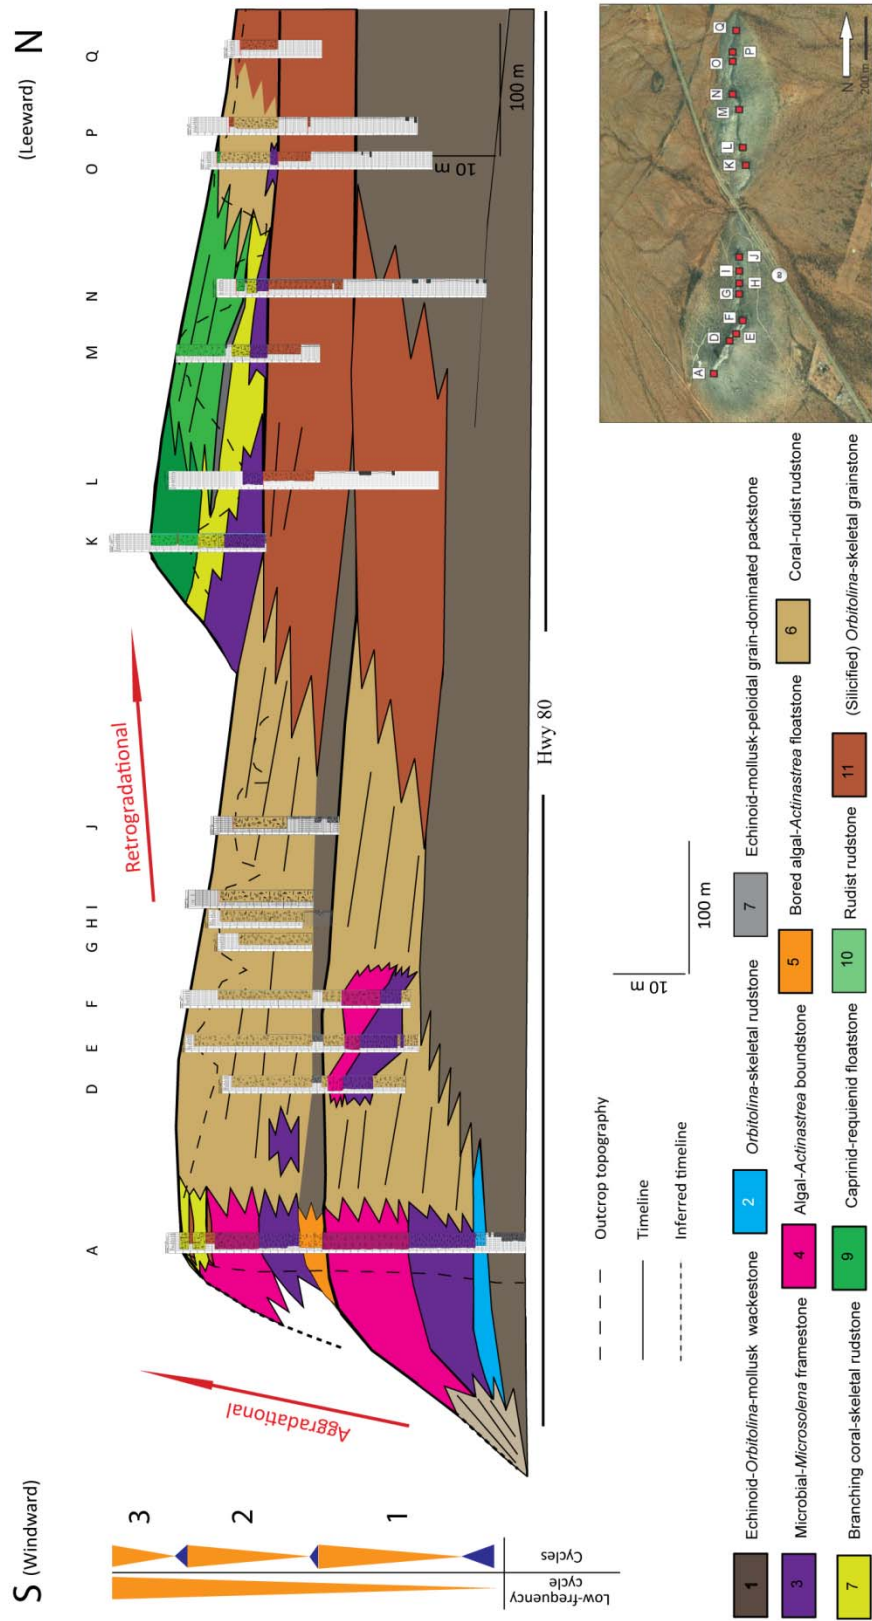 S (Windward)
(Leeward) N
A D E F G H I J K L M N O P Q
Aggradational
Retrogradational
3
2
1
Low-frequency
cycle
Cycles
10 m
100 m
Hwy 80
Outcrop topography
Timeline
Inferred timeline
10 m
100 m
1 Echinoid-Orbitolina-mollusk wackestone
2 Orbitolina-skeletal rudstone
7 Echinoid-mollusk-peloidal grain-dominated packstone
3 Microbial-Microsolena framestone
4 Algal-Actinastrea boundstone
5 Bored algal-Actinastrea floatstone
6 Coral-rudist rudstone
7 Branching coral-skeletal rudstone
9 Caprinid-requienid floatstone
10 Rudist rudstone
11 (Silicified) Orbitolina-skeletal grainstone
A D E F G H I J K L M N O P Q
80
N
200 m